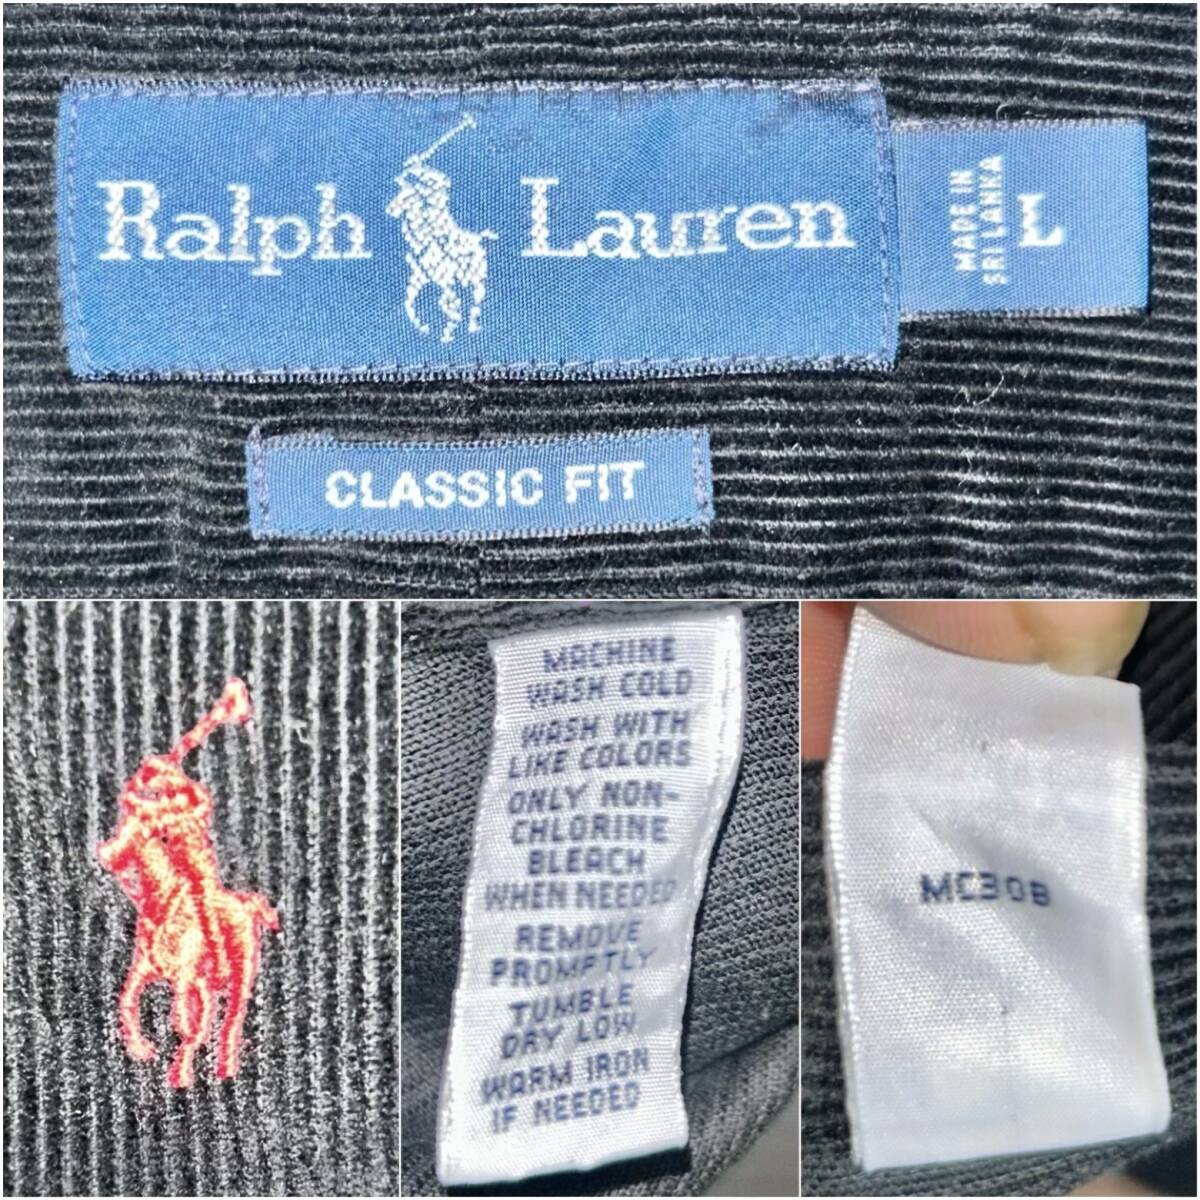 Ralph Lauren
MADE IN
SRI LANKA
L
CLASSIC FIT
MACHINE
WASH COLD
WASH WITH
LIKE COLORS
ONLY NON-
CHLORINE
BLEACH
WHEN NEEDED
REMOVE
PROMPTLY
TUMBLE
DRY LOW
WARM IRON
IF NEEDED
MC30B